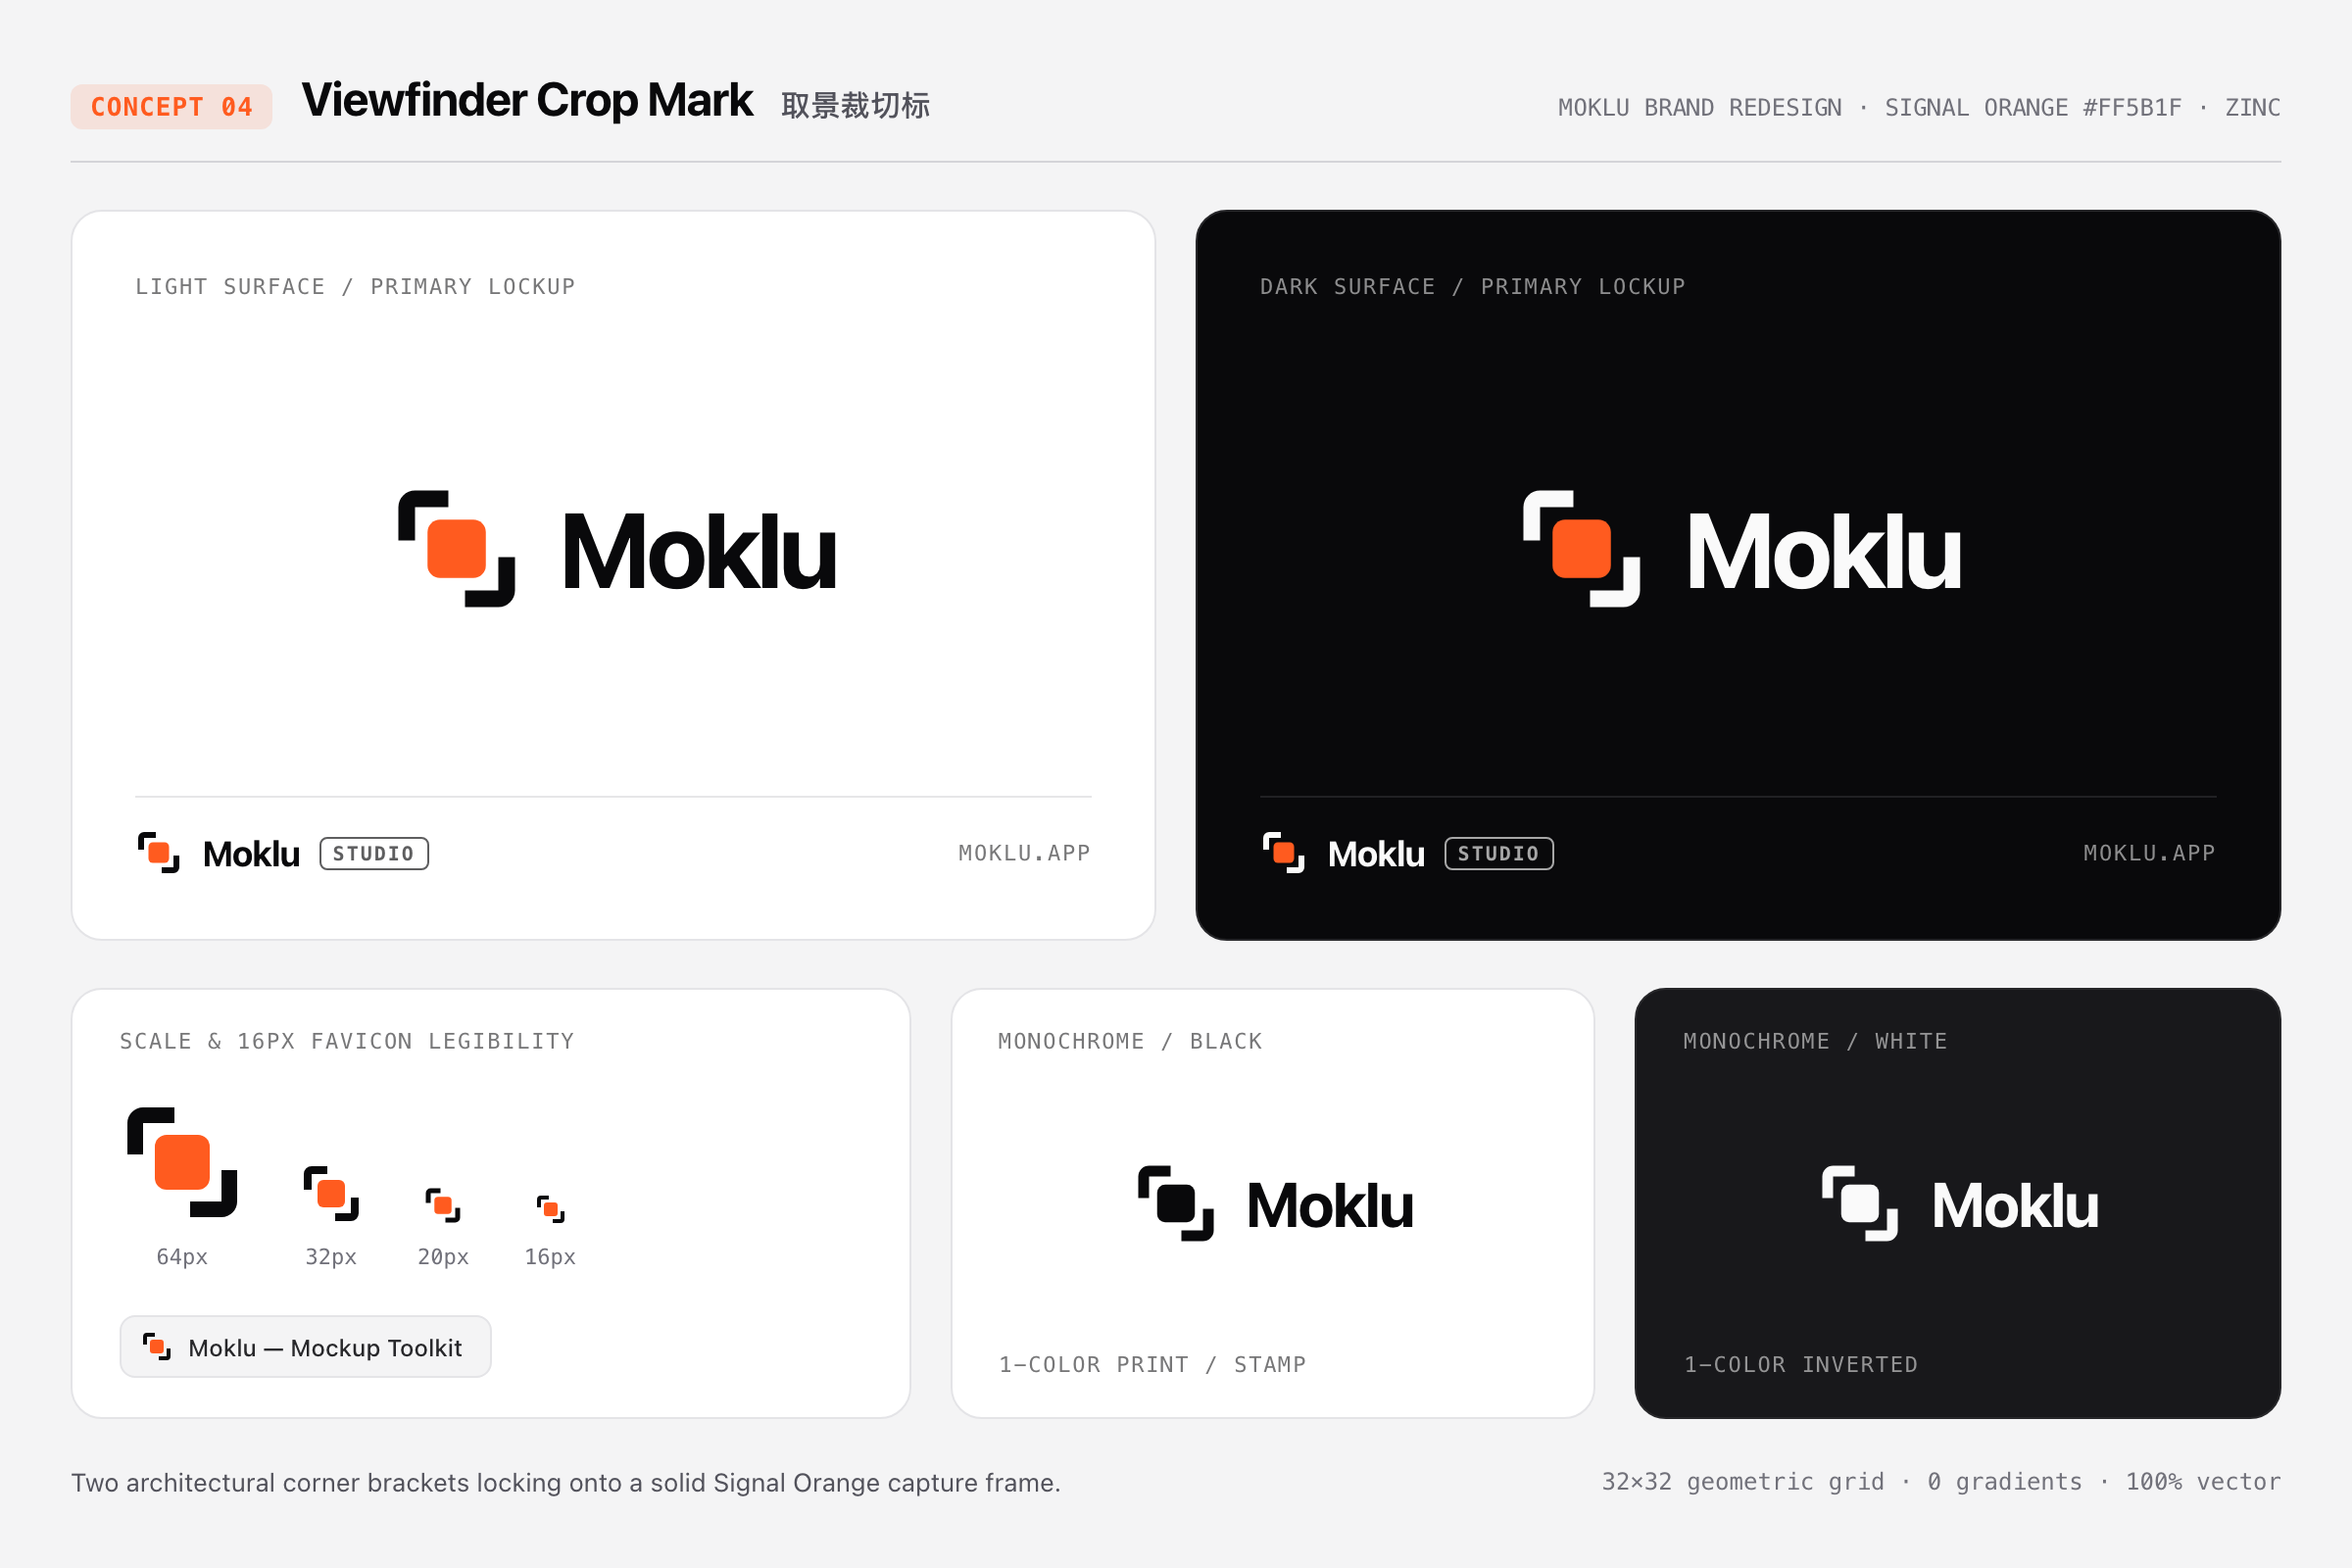 CONCEPT 04 Viewfinder Crop Mark 取景裁切标
MOKLU BRAND REDESIGN · SIGNAL ORANGE #FF5B1F · ZINC
LIGHT SURFACE / PRIMARY LOCKUP
Moklu
Moklu STUDIO
MOKLU.APP
DARK SURFACE / PRIMARY LOCKUP
Moklu
Moklu STUDIO
MOKLU.APP
SCALE & 16PX FAVICON LEGIBILITY
64px 32px 20px 16px
Moklu — Mockup Toolkit
MONOCHROME / BLACK
Moklu
1–COLOR PRINT / STAMP
MONOCHROME / WHITE
Moklu
1–COLOR INVERTED
Two architectural corner brackets locking onto a solid Signal Orange capture frame.
32×32 geometric grid · 0 gradients · 100% vector